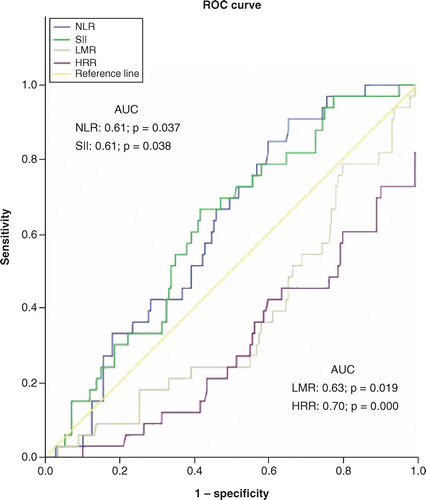 ROC curve
NLR
SII
LMR
HRR
Reference line
AUC
NLR: 0.61; p = 0.037
SII: 0.61; p = 0.038
AUC
LMR: 0.63; p = 0.019
HRR: 0.70; p = 0.000
Sensitivity
1.0
0.8
0.6
0.4
0.2
0.0
0.0 0.2 0.4 0.6 0.8 1.0
1 – specificity